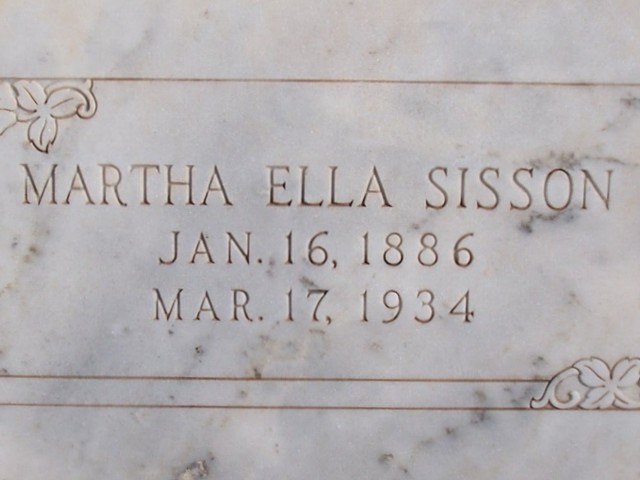 MARTHA ELLA SISSON
JAN. 16, 1886
MAR. 17, 1934